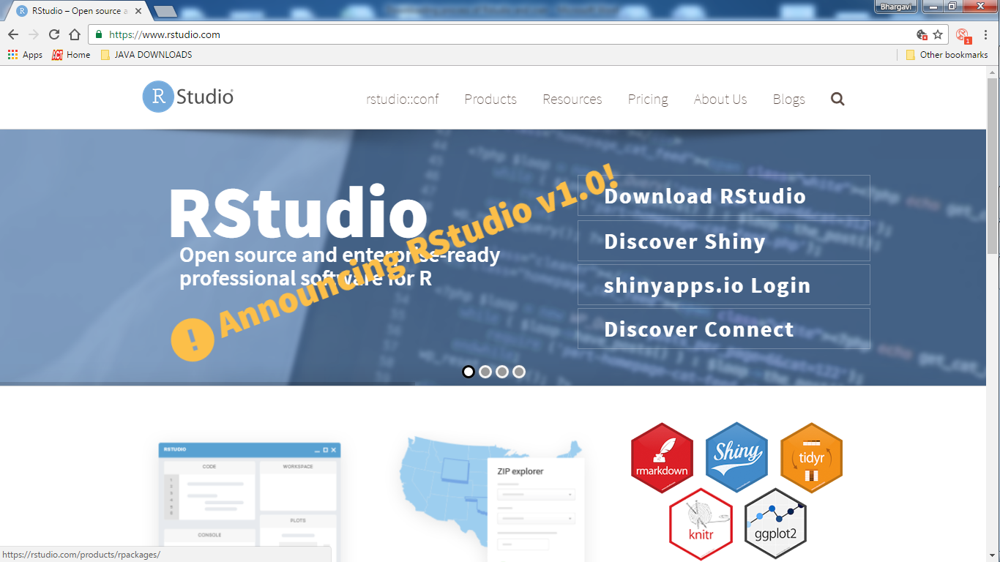 RStudio – Open source a
Bhargavi
https://www.rstudio.com
1
Apps
ACT Home
JAVA DOWNLOADS
Other bookmarks
R Studio
rstudio::conf
Products
Resources
Pricing
About Us
Blogs
RStudio
Open source and enterprise-ready
professional software for R
! Announcing RStudio v1.0!
Download RStudio
Discover Shiny
shinyapps.io Login
Discover Connect
RSTUDIO
CODE
WORKSPACE
PLOTS
CONSOLE
ZIP explorer
rmarkdown
Shiny
tidyr
knitr
ggplot2
https://rstudio.com/products/rpackages/